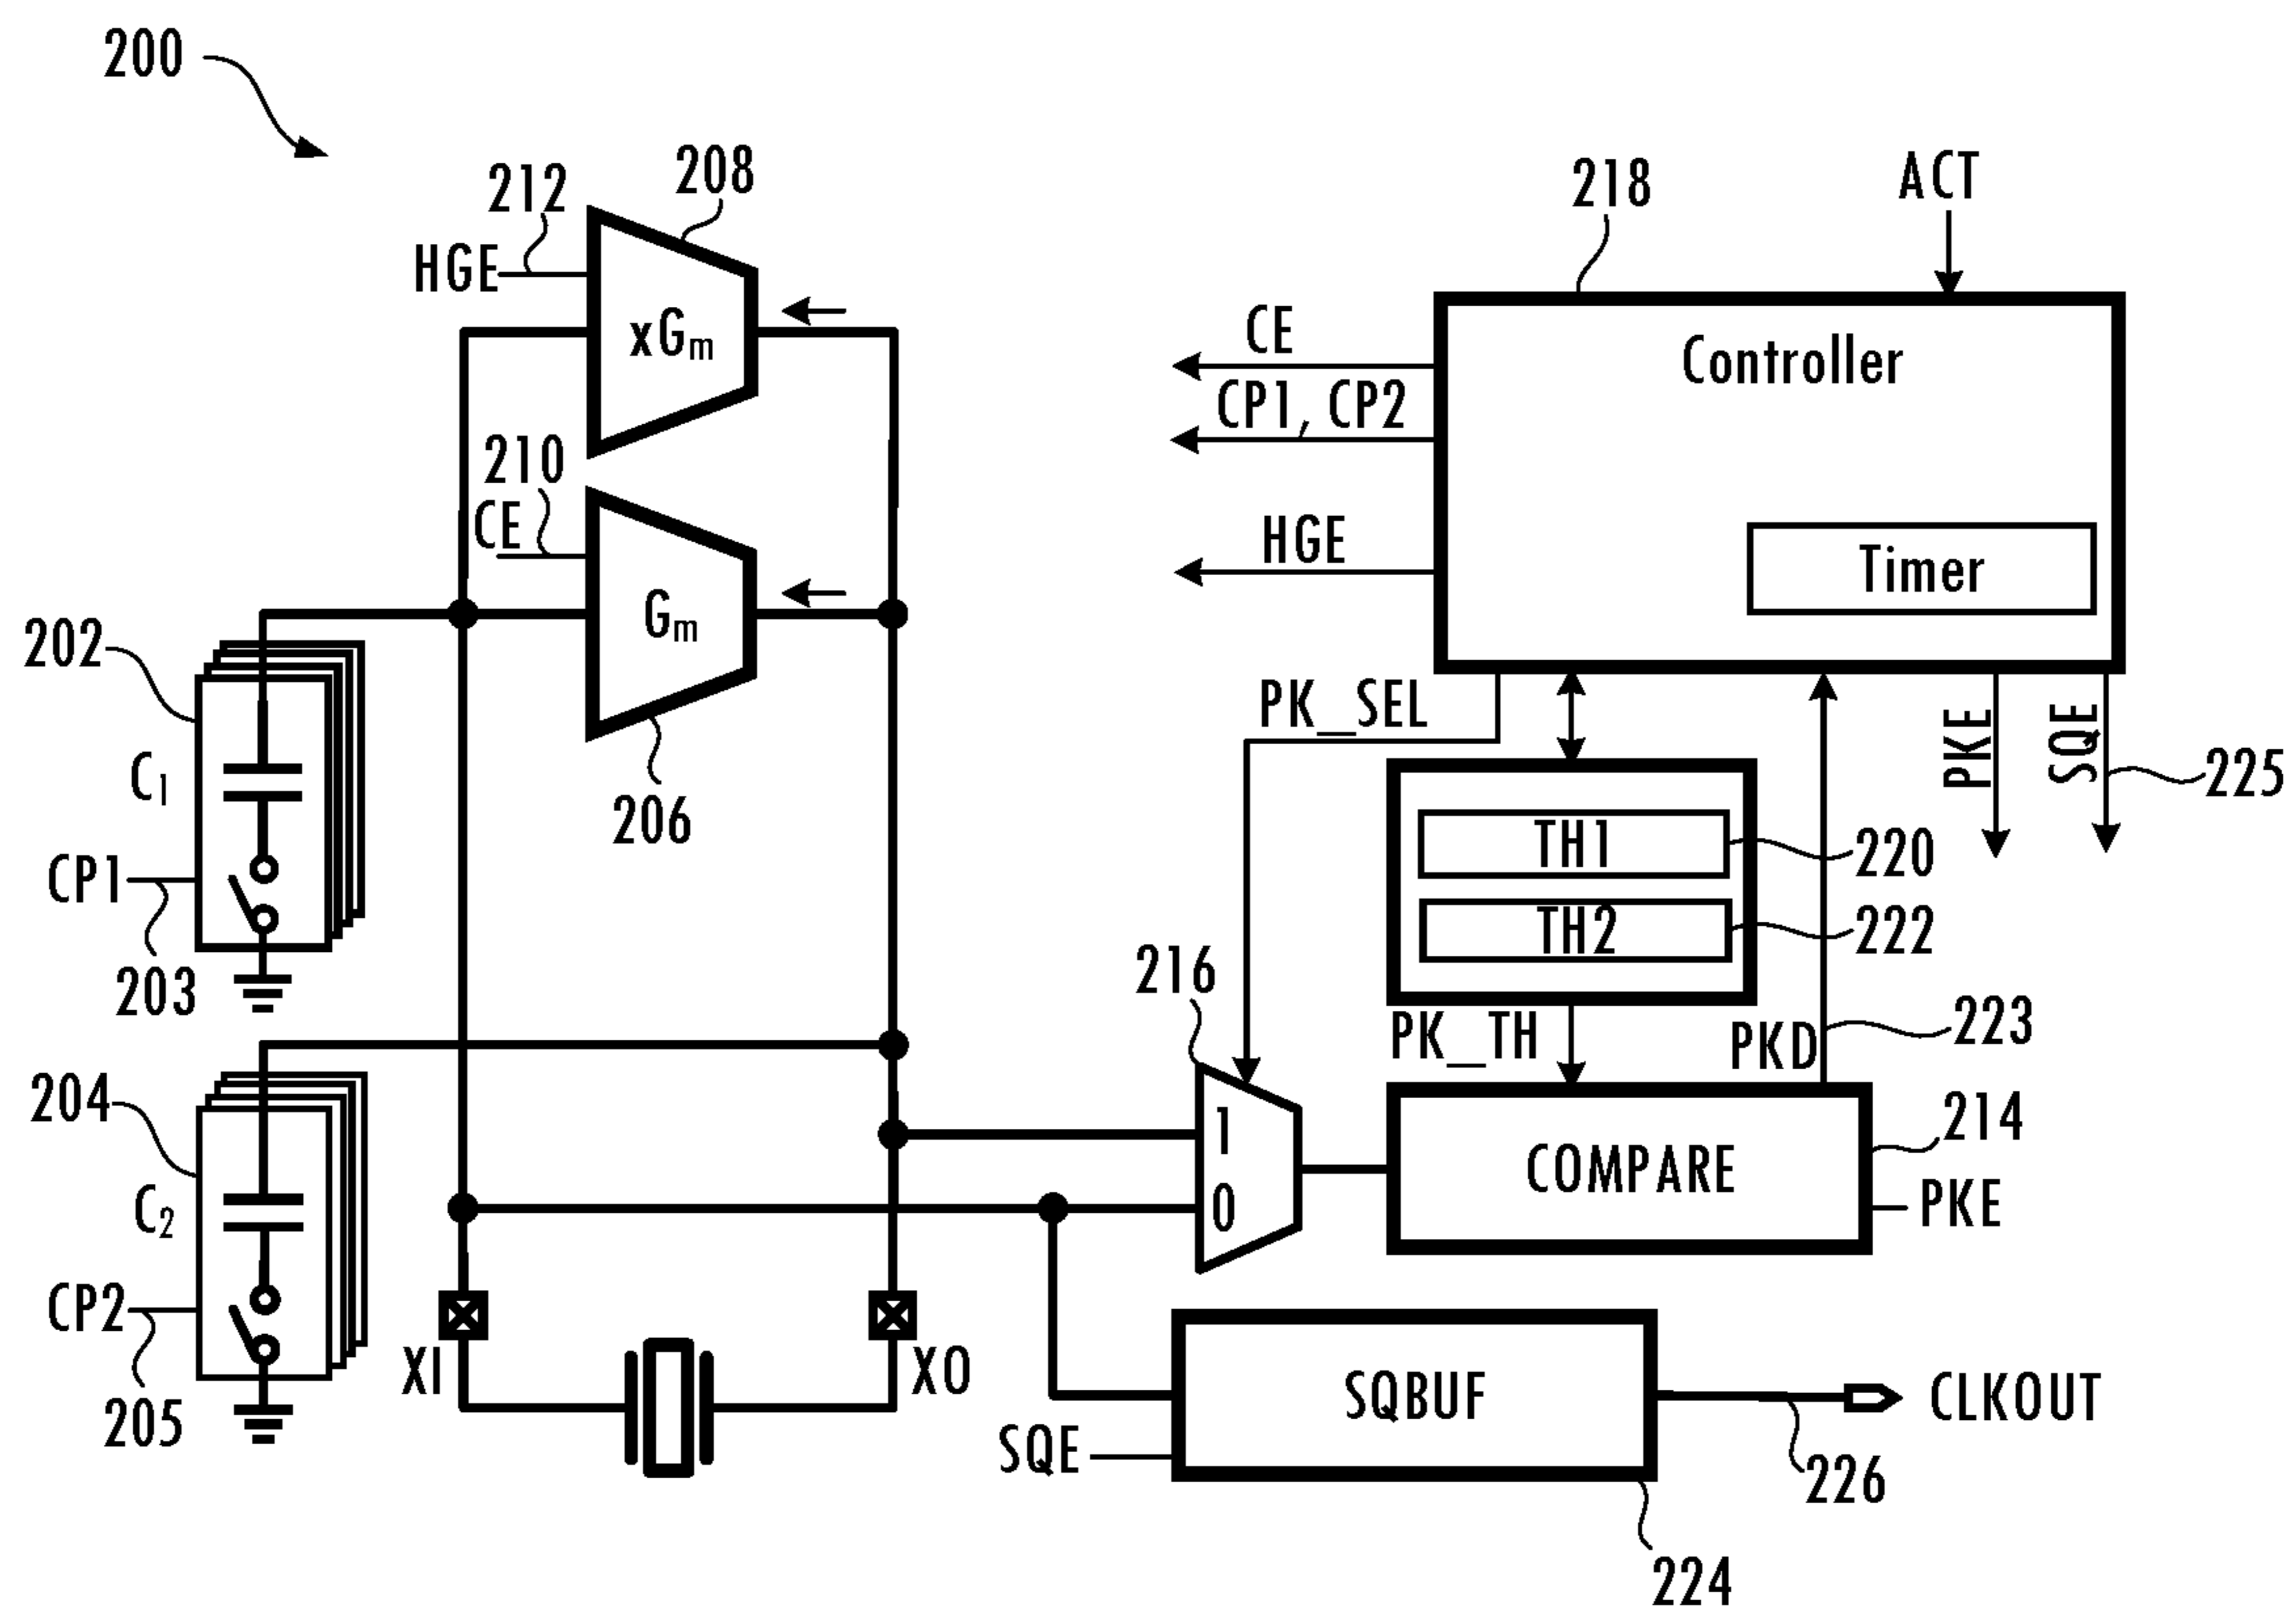 200
212
208
HGE
xGm
210
CE
Gm
206
202
C1
CP1
203
204
C2
CP2
205
XI
XO
218
ACT
Controller
CE
CP1, CP2
HGE
Timer
PK_SEL
PKE
SQE
225
TH1
220
TH2
222
216
PK_TH
PKD
223
1
0
COMPARE
214
PKE
SQBUF
SQE
CLKOUT
226
224